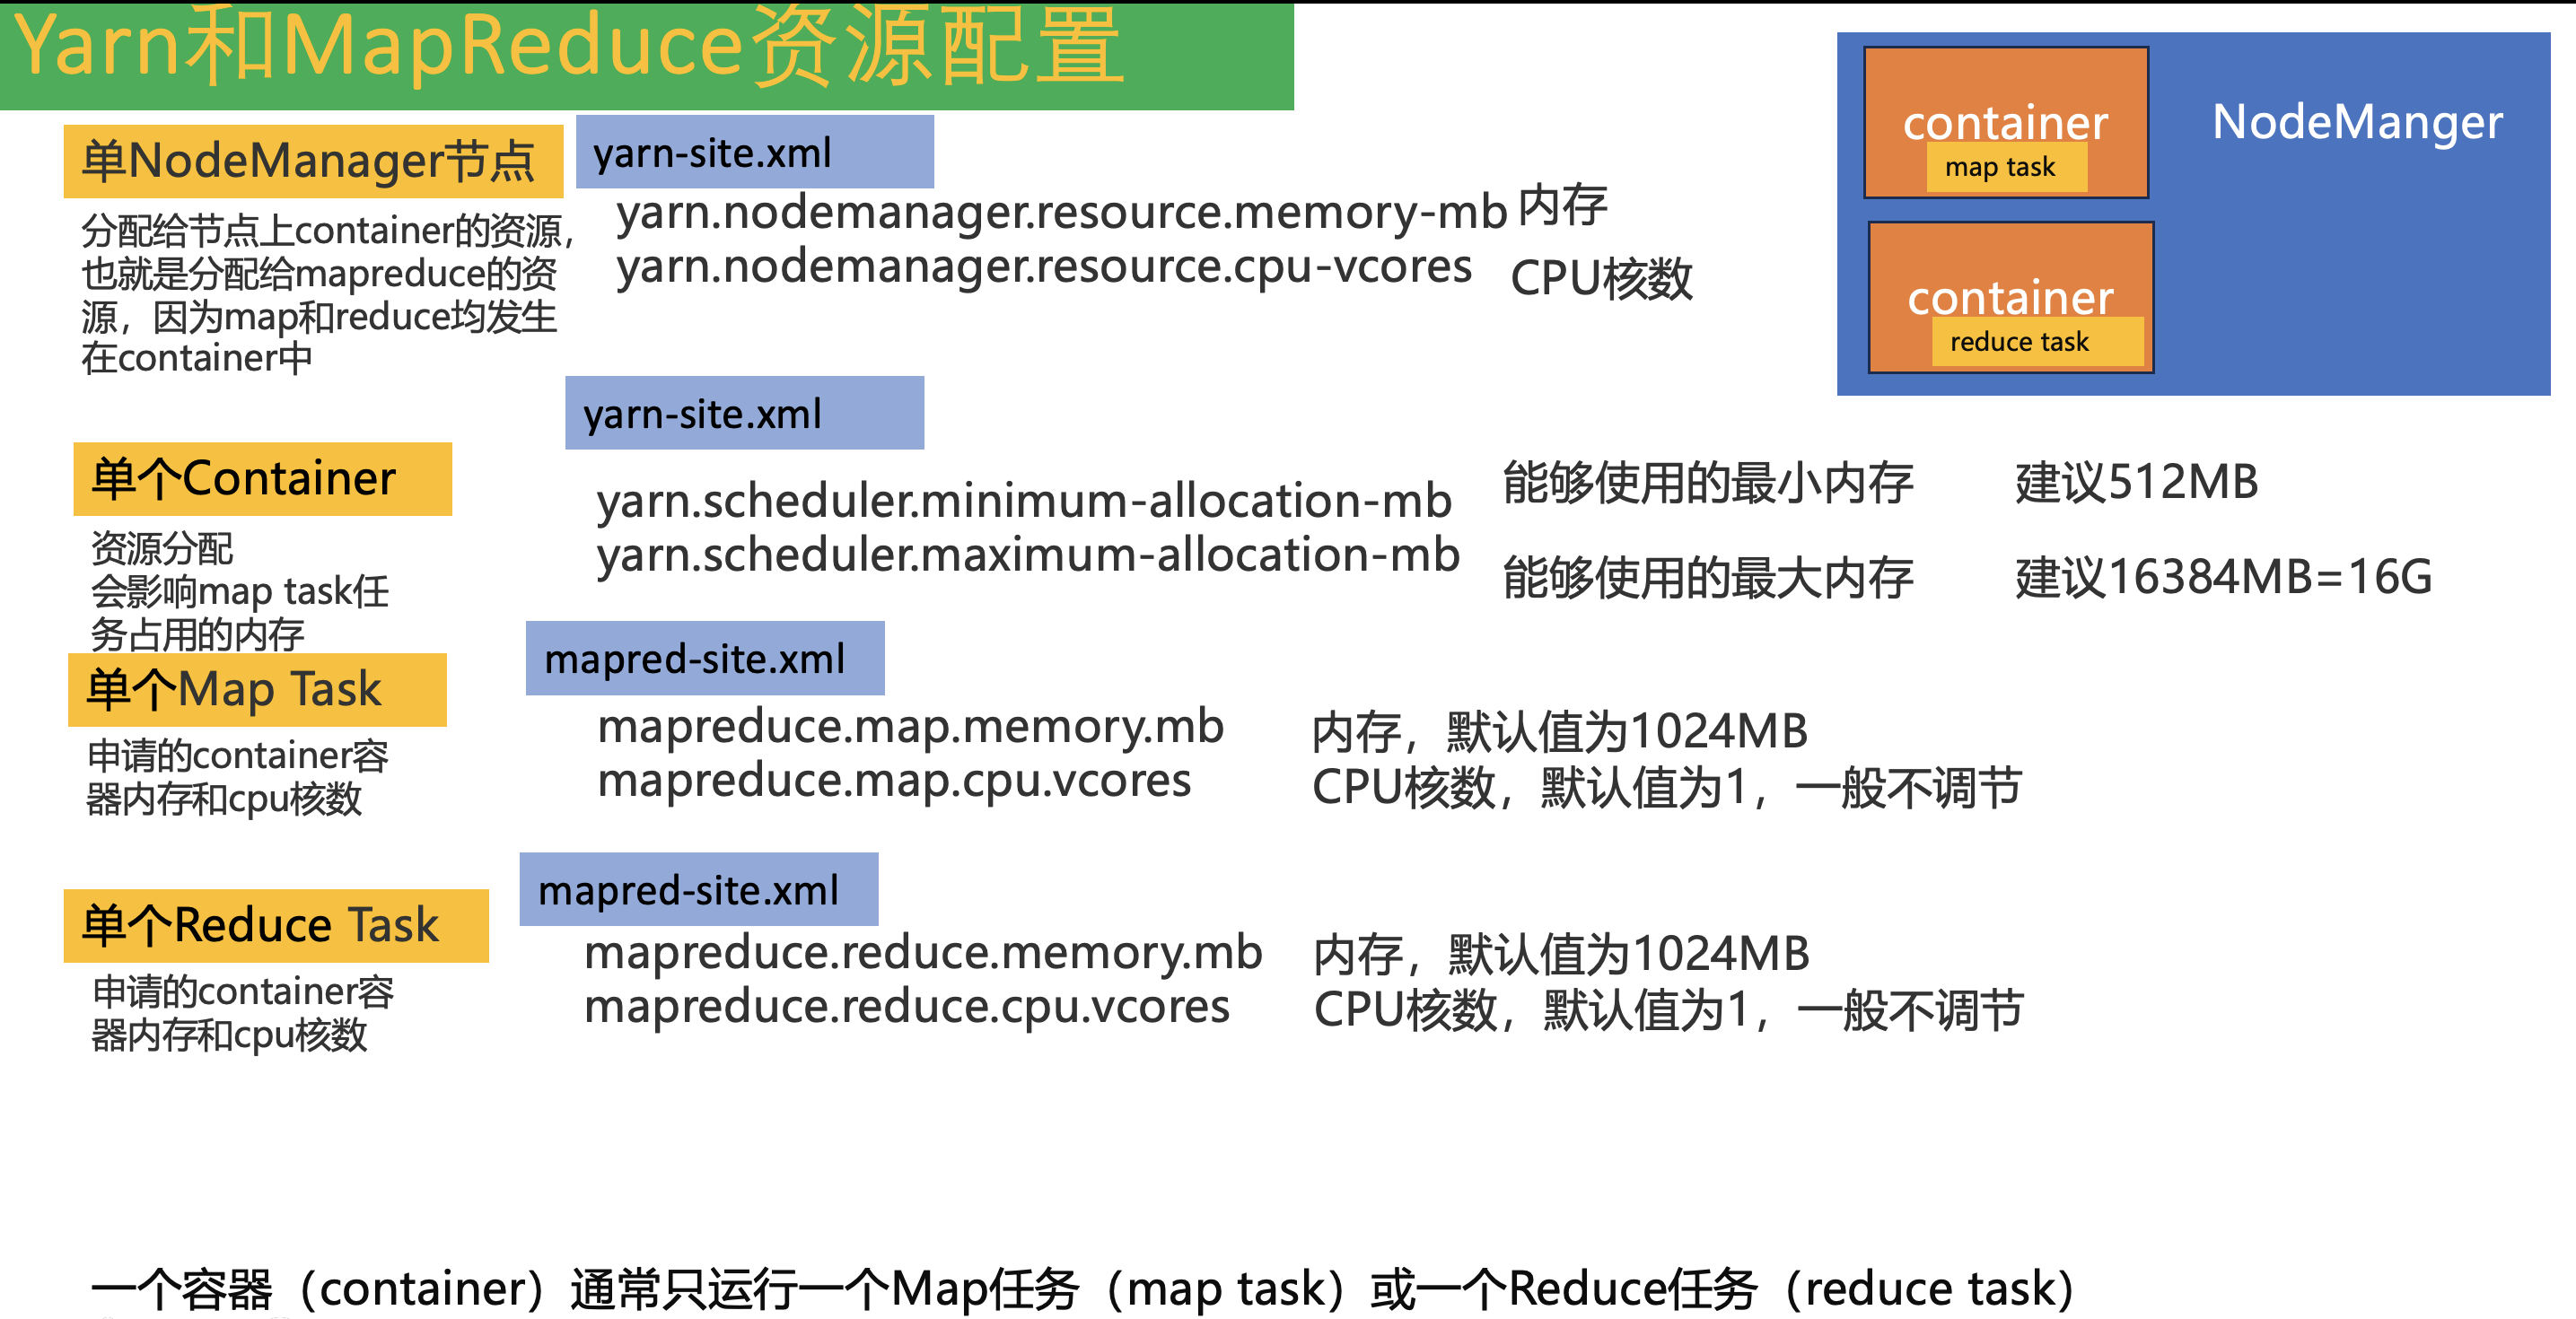 Yarn和MapReduce资源配置
单NodeManager节点
分配给节点上container的资源，
也就是分配给mapreduce的资
源，因为map和reduce均发生
在container中
yarn-site.xml
yarn.nodemanager.resource.memory-mb 内存
yarn.nodemanager.resource.cpu-vcores CPU核数
container
map task
NodeManger
container
reduce task
单个Container
资源分配
会影响map task任
务占用的内存
yarn-site.xml
yarn.scheduler.minimum-allocation-mb 能够使用的最小内存 建议512MB
yarn.scheduler.maximum-allocation-mb 能够使用的最大内存 建议16384MB=16G
单个Map Task
申请的container容
器内存和cpu核数
mapred-site.xml
mapreduce.map.memory.mb 内存，默认值为1024MB
mapreduce.map.cpu.vcores CPU核数，默认值为1，一般不调节
单个Reduce Task
申请的container容
器内存和cpu核数
mapred-site.xml
mapreduce.reduce.memory.mb 内存，默认值为1024MB
mapreduce.reduce.cpu.vcores CPU核数，默认值为1，一般不调节
一个容器（container）通常只运行一个Map任务（map task）或一个Reduce任务（reduce task）